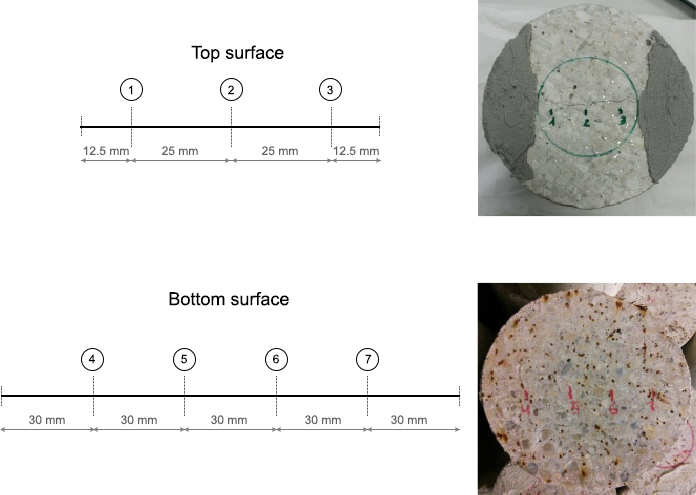 Top surface
1 2 3
12.5 mm 25 mm 25 mm 12.5 mm
1 2 3
Bottom surface
4 5 6 7
30 mm 30 mm 30 mm 30 mm 30 mm
4 5 6